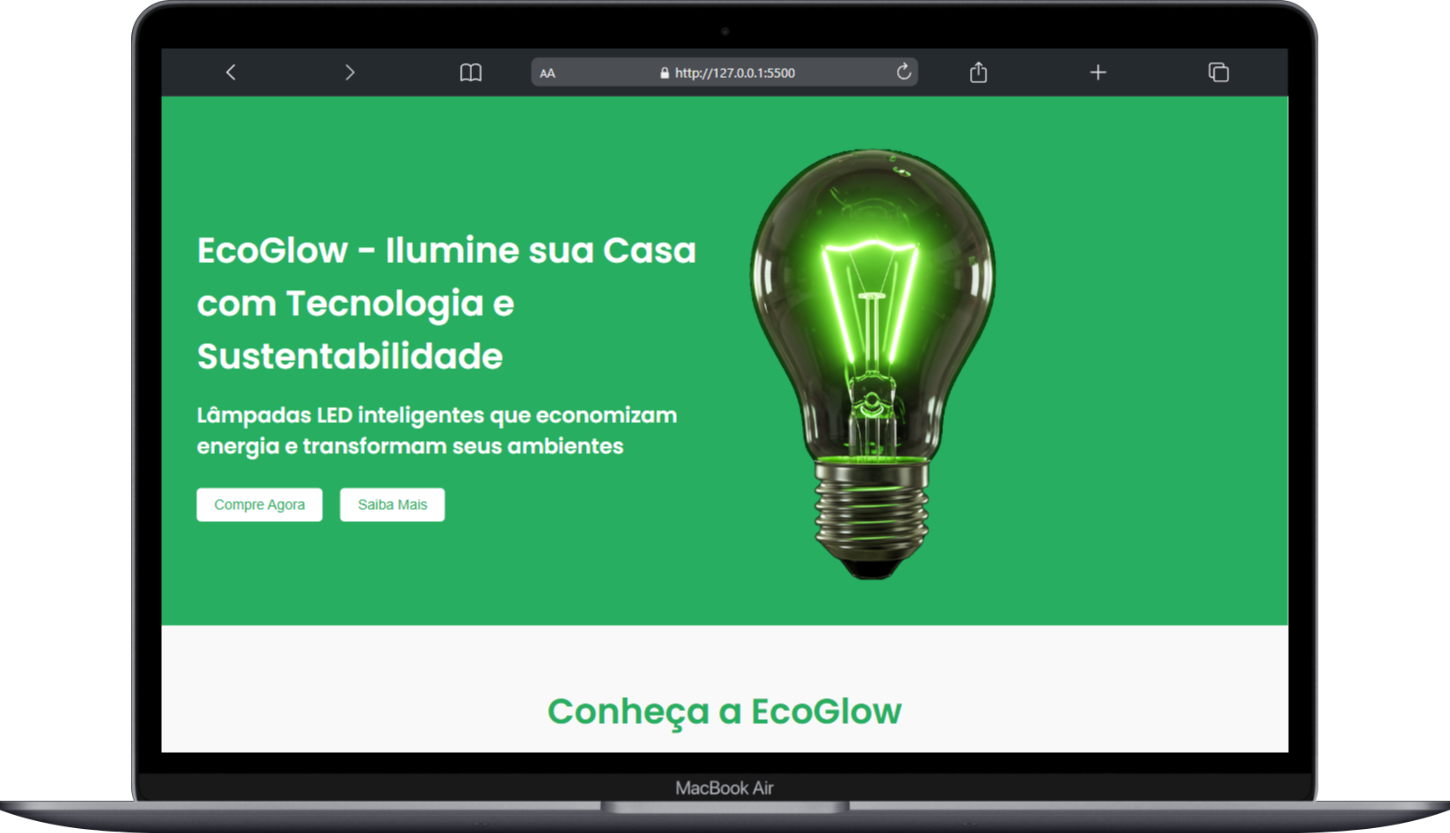 AA
http://127.0.0.1:5500
EcoGlow - Ilumine sua Casa
com Tecnologia e
Sustentabilidade
Lâmpadas LED inteligentes que economizam
energia e transformam seus ambientes
Compre Agora
Saiba Mais
Conheça a EcoGlow
MacBook Air